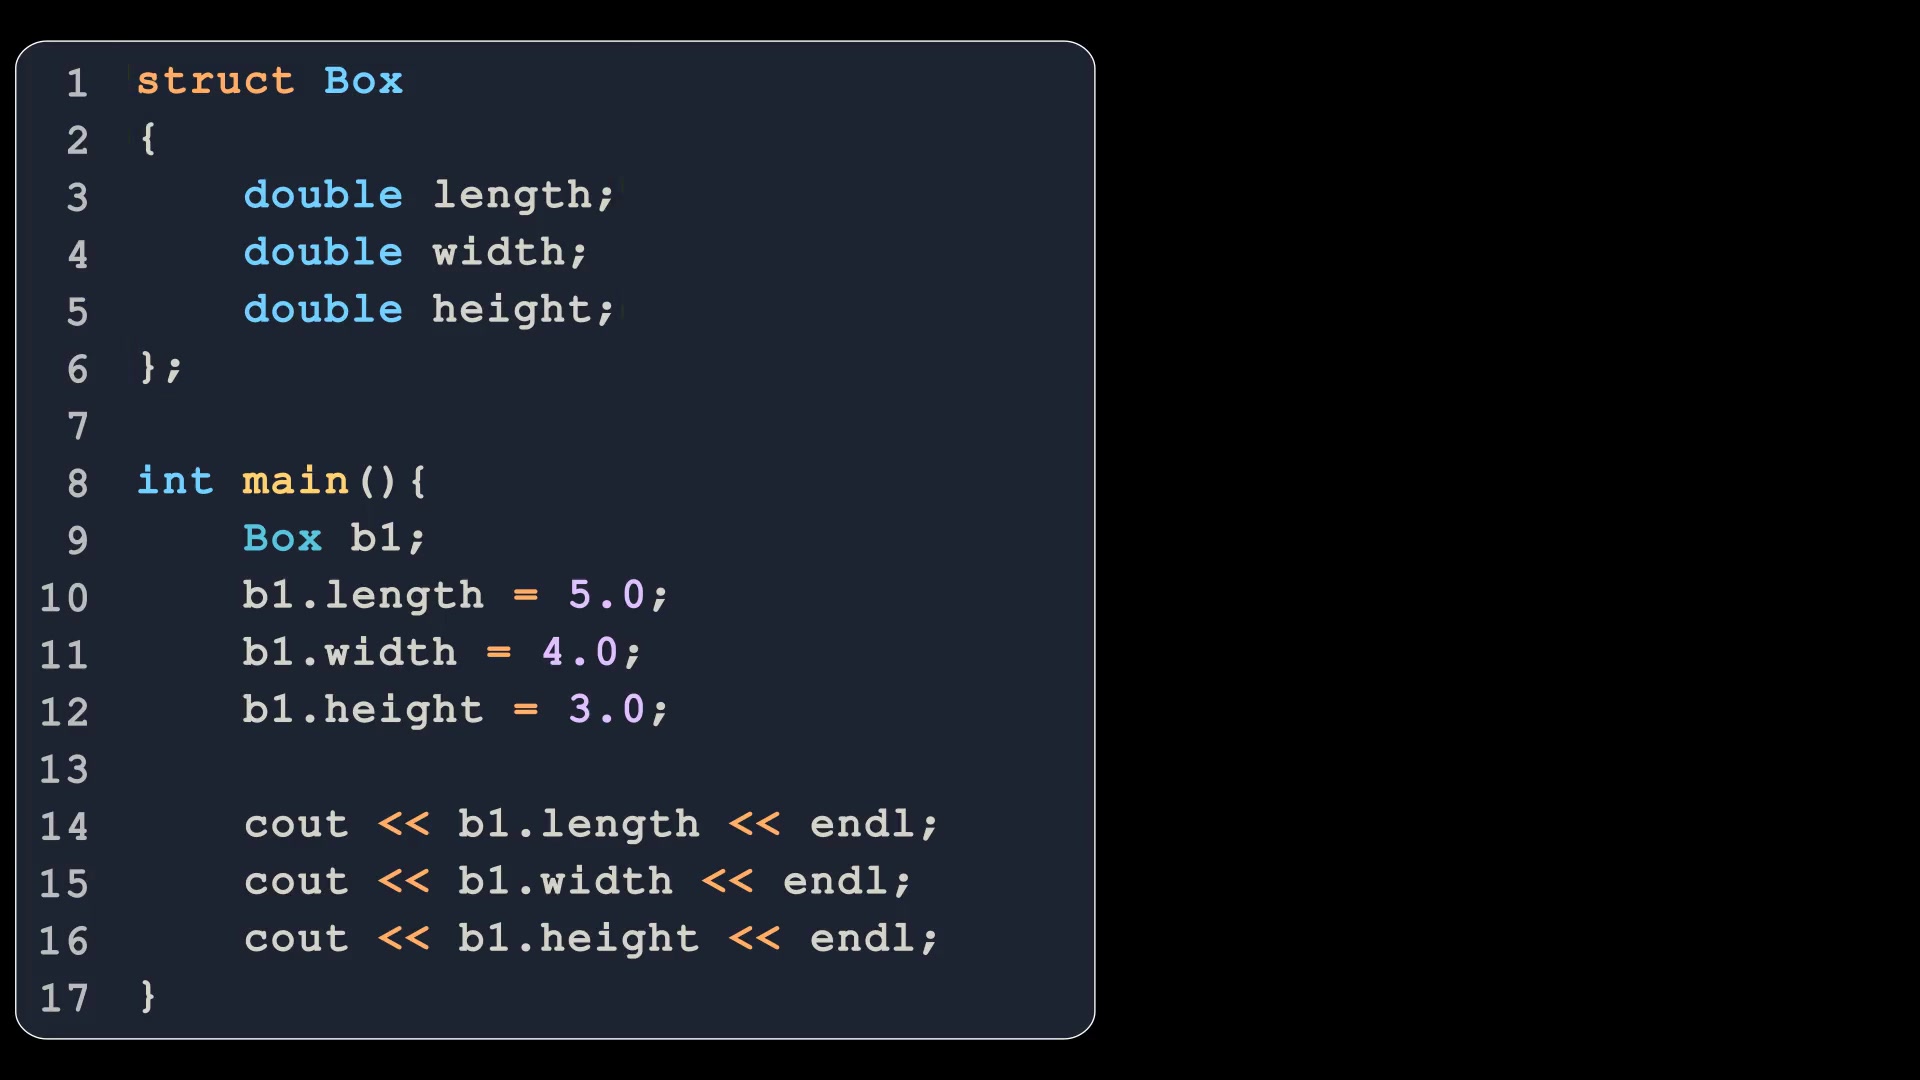 1 struct Box
2 {
3     double length;
4     double width;
5     double height;
6 };
7
8 int main(){
9     Box b1;
10     b1.length = 5.0;
11     b1.width = 4.0;
12     b1.height = 3.0;
13
14     cout << b1.length << endl;
15     cout << b1.width << endl;
16     cout << b1.height << endl;
17 }